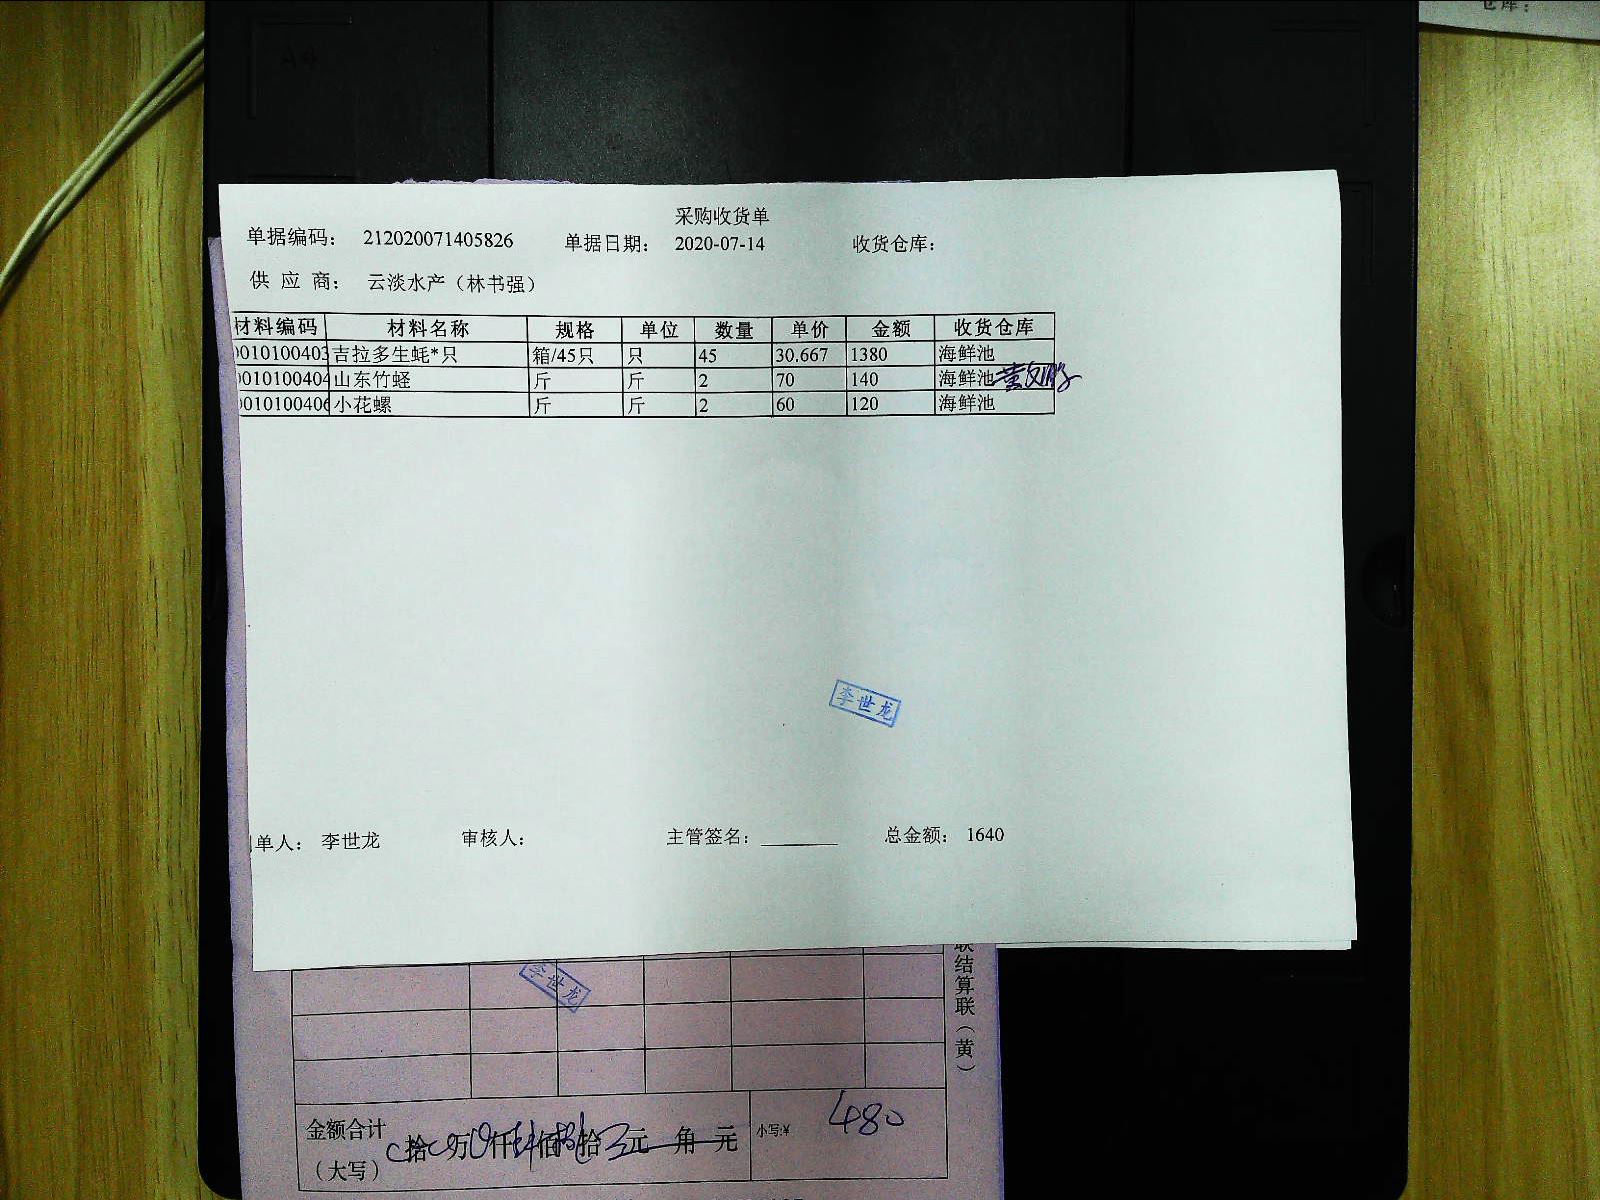 仓库:
采购收货单
单据编码: 212020071405826 单据日期: 2020-07-14 收货仓库:
供 应 商: 云淡水产（林书强）
材料编码 材料名称 规格 单位 数量 单价 金额 收货仓库
0010100403 吉拉多生蚝*只 箱/45只 只 45 30.667 1380 海鲜池
0010100404 山东竹蛏 斤 斤 2 70 140 海鲜池
0010100406 小花螺 斤 斤 2 60 120 海鲜池
李世龙
单人: 李世龙 审核人: 主管签名: 总金额: 1640
李世龙
联结算联（黄）
金额合计 拾 万 仟 佰 拾 元 角 元 小写:¥ 480
（大写）